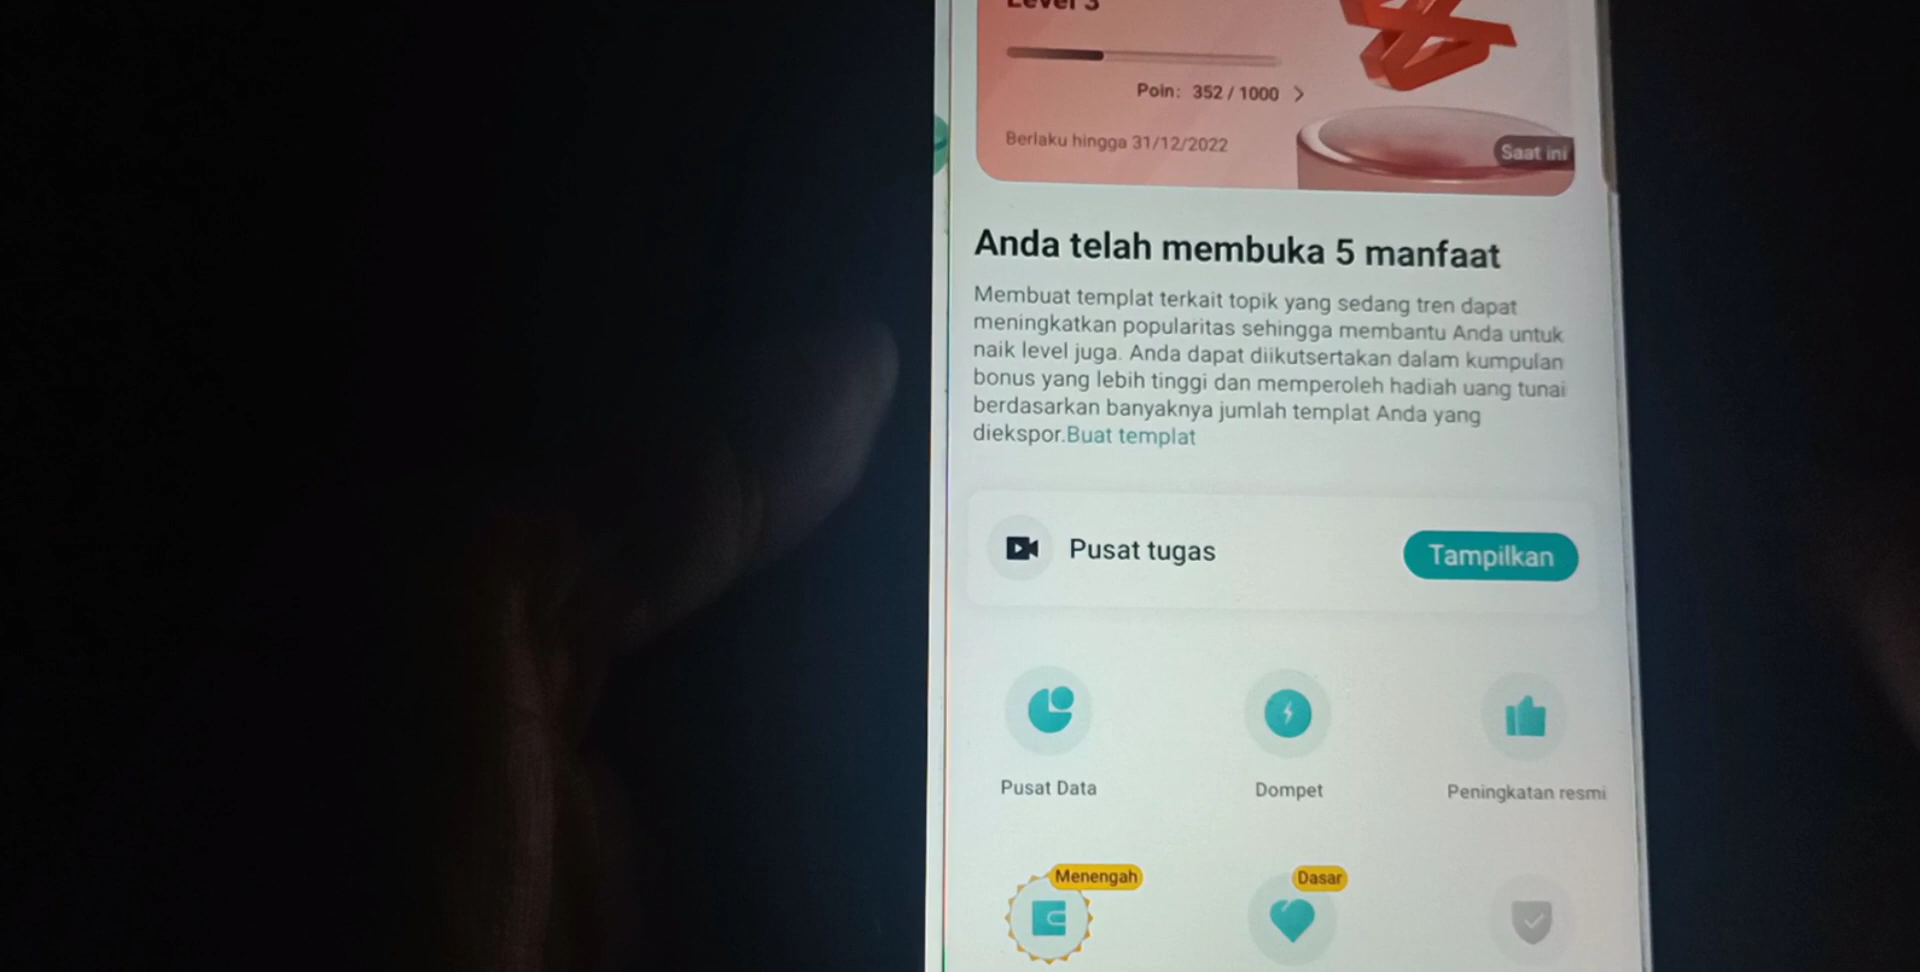 Level 3
Poin: 352 / 1000 >
Berlaku hingga 31/12/2022
Saat ini
Anda telah membuka 5 manfaat
Membuat templat terkait topik yang sedang tren dapat
meningkatkan popularitas sehingga membantu Anda untuk
naik level juga. Anda dapat diikutsertakan dalam kumpulan
bonus yang lebih tinggi dan memperoleh hadiah uang tunai
berdasarkan banyaknya jumlah templat Anda yang
diekspor.Buat templat
Pusat tugas
Tampilkan
Pusat Data
Dompet
Peningkatan resmi
Menengah
Dasar